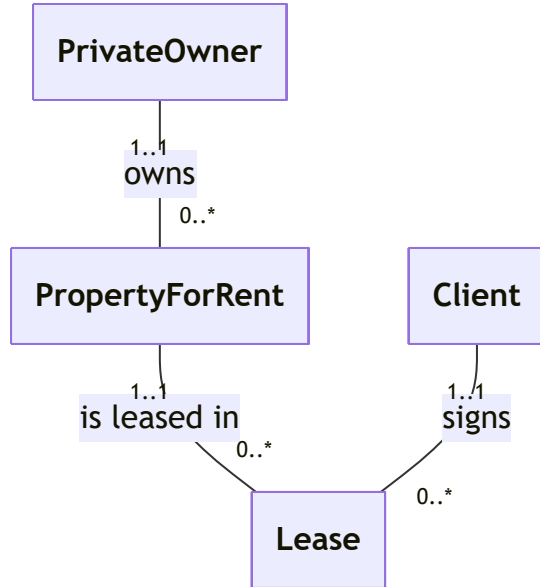 PrivateOwner
1..1
owns
0..*
PropertyForRent
Client
1..1
1..1
is leased in
signs
0..*
0..*
Lease